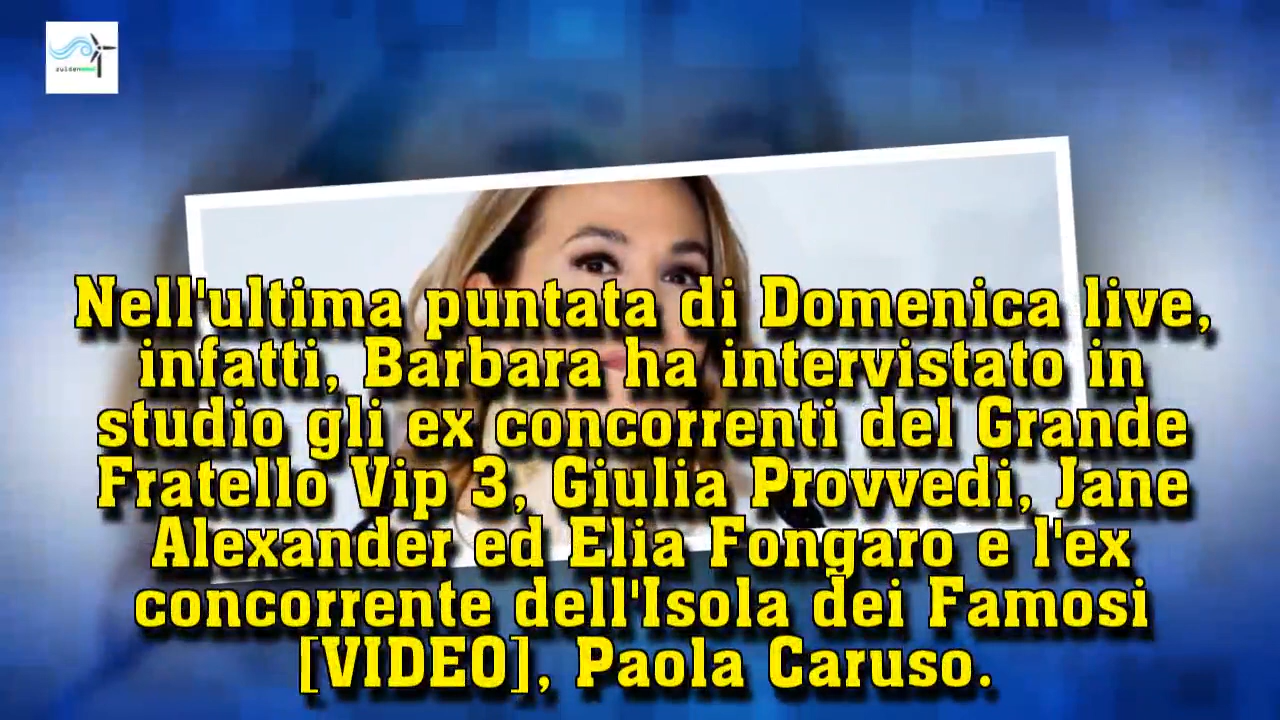 Nell'ultima puntata di Domenica live,
infatti, Barbara ha intervistato in
studio gli ex concorrenti del Grande
Fratello Vip 3, Giulia Provvedi, Jane
Alexander ed Elia Fongaro e l'ex
concorrente dell'Isola dei Famosi
[VIDEO], Paola Caruso.